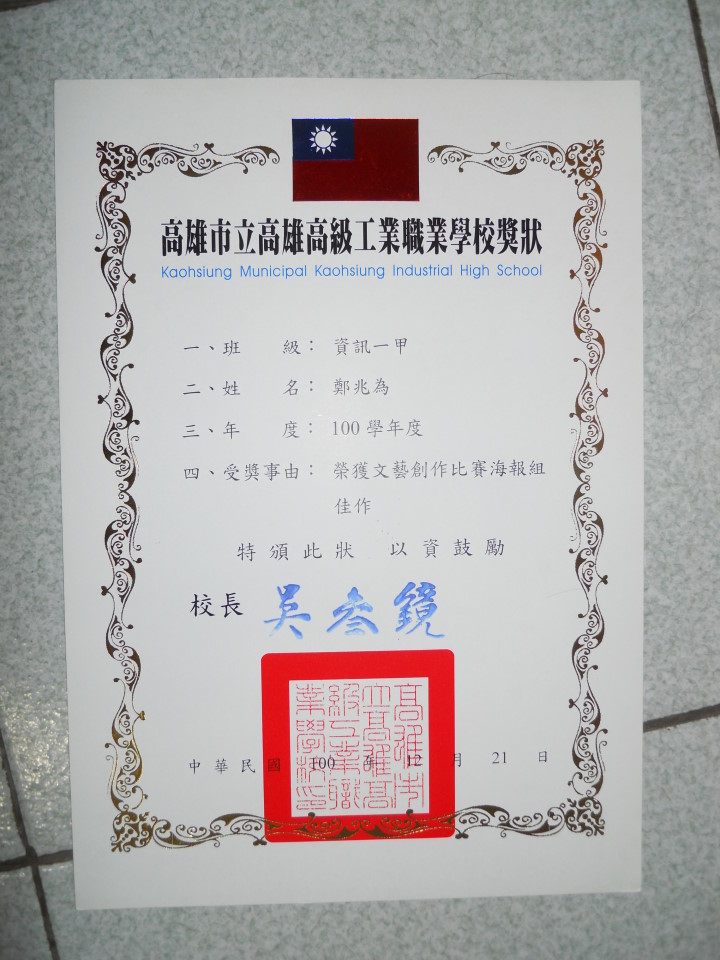 高雄市立高雄高級工業職業學校獎狀
Kaohsiung Municipal Kaohsiung Industrial High School
一、班 級： 資訊一甲
二、姓 名： 鄭兆為
三、年 度： 100 學年度
四、受獎事由： 榮獲文藝創作比賽海報組
佳作
特頒此狀 以資鼓勵
校長 吳叁鏡
高雄市立高雄高級工業職業學校印
中華民國 100 年 12 月 21 日